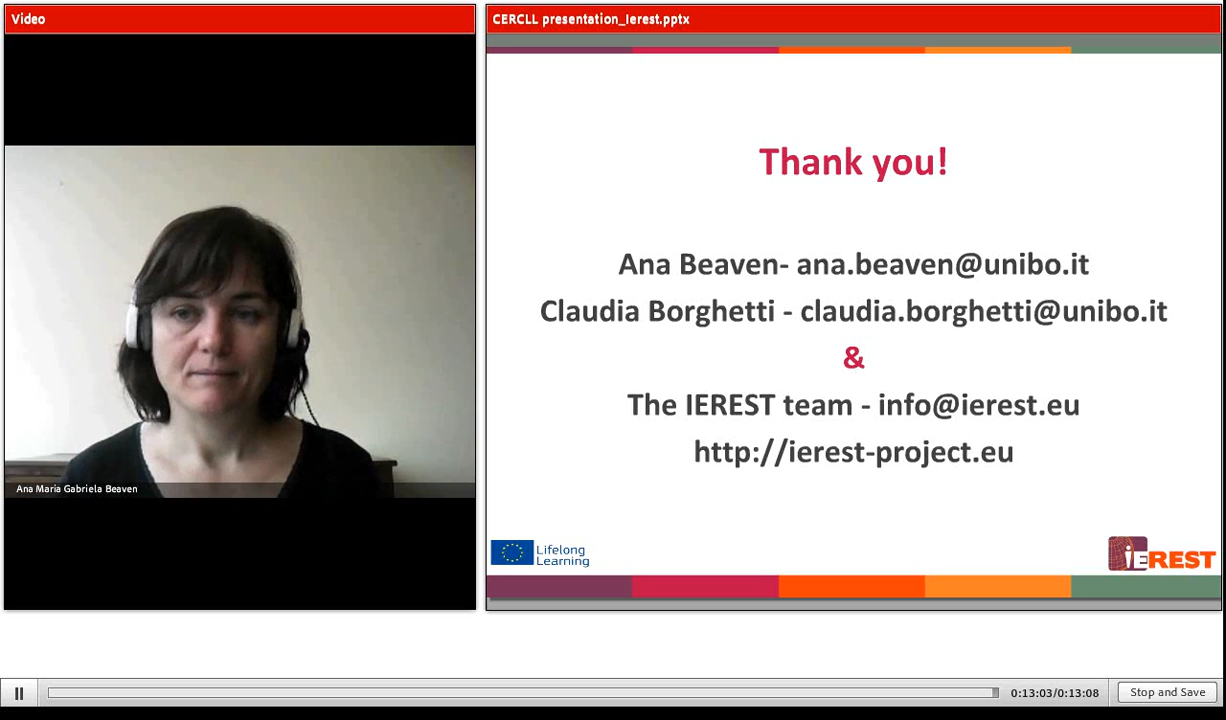 Video
CERCLL presentation_Ierest.pptx
Thank you!
Ana Beaven- ana.beaven@unibo.it
Claudia Borghetti - claudia.borghetti@unibo.it
&
The IEREST team - info@ierest.eu
http://ierest-project.eu
Ana Maria Gabriela Beaven
Lifelong
Learning
iEREST
0:13:03/0:13:08
Stop and Save